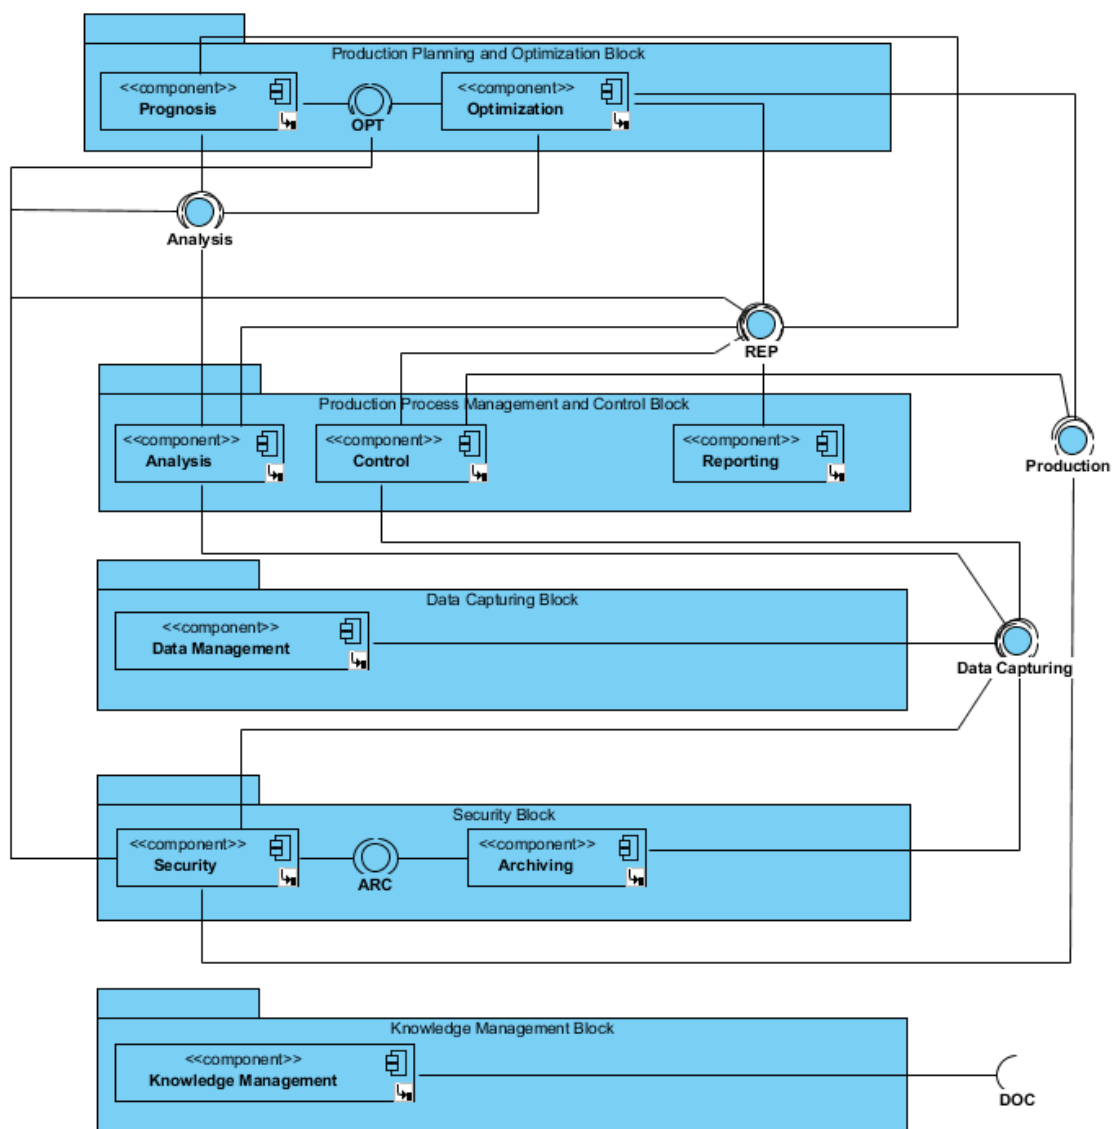 Production Planning and Optimization Block
<<component>>
Prognosis
OPT
<<component>>
Optimization
Analysis
REP
Production Process Management and Control Block
<<component>>
Analysis
<<component>>
Control
<<component>>
Reporting
Production
Data Capturing Block
<<component>>
Data Management
Data Capturing
Security Block
<<component>>
Security
ARC
<<component>>
Archiving
Knowledge Management Block
<<component>>
Knowledge Management
DOC